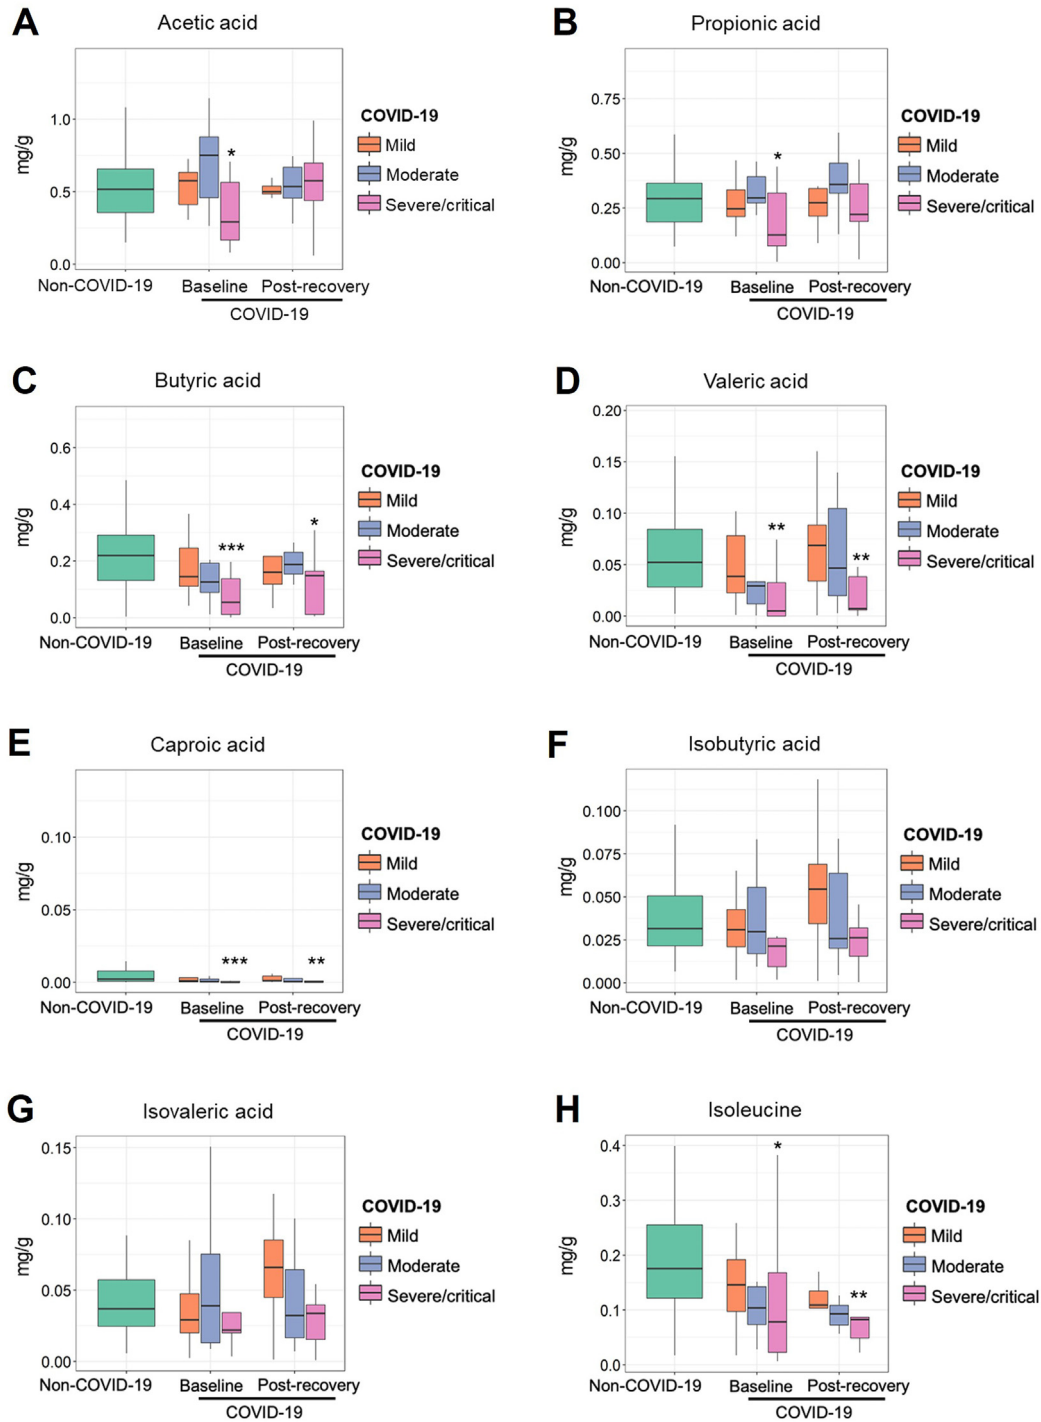 A
Acetic acid
mg/g
1.0
0.5
0.0
Non-COVID-19 Baseline Post-recovery
COVID-19
*
COVID-19
Mild
Moderate
Severe/critical
B
Propionic acid
mg/g
0.75
0.50
0.25
0.00
Non-COVID-19 Baseline Post-recovery
COVID-19
*
COVID-19
Mild
Moderate
Severe/critical
C
Butyric acid
mg/g
0.6
0.4
0.2
0.0
Non-COVID-19 Baseline Post-recovery
COVID-19
***
*
COVID-19
Mild
Moderate
Severe/critical
D
Valeric acid
mg/g
0.20
0.15
0.10
0.05
0.00
Non-COVID-19 Baseline Post-recovery
COVID-19
**
**
COVID-19
Mild
Moderate
Severe/critical
E
Caproic acid
mg/g
0.10
0.05
0.00
Non-COVID-19 Baseline Post-recovery
COVID-19
***
**
COVID-19
Mild
Moderate
Severe/critical
F
Isobutyric acid
mg/g
0.100
0.075
0.050
0.025
0.000
Non-COVID-19 Baseline Post-recovery
COVID-19
COVID-19
Mild
Moderate
Severe/critical
G
Isovaleric acid
mg/g
0.15
0.10
0.05
0.00
Non-COVID-19 Baseline Post-recovery
COVID-19
COVID-19
Mild
Moderate
Severe/critical
H
Isoleucine
mg/g
0.4
0.3
0.2
0.1
0.0
Non-COVID-19 Baseline Post-recovery
COVID-19
*
**
COVID-19
Mild
Moderate
Severe/critical